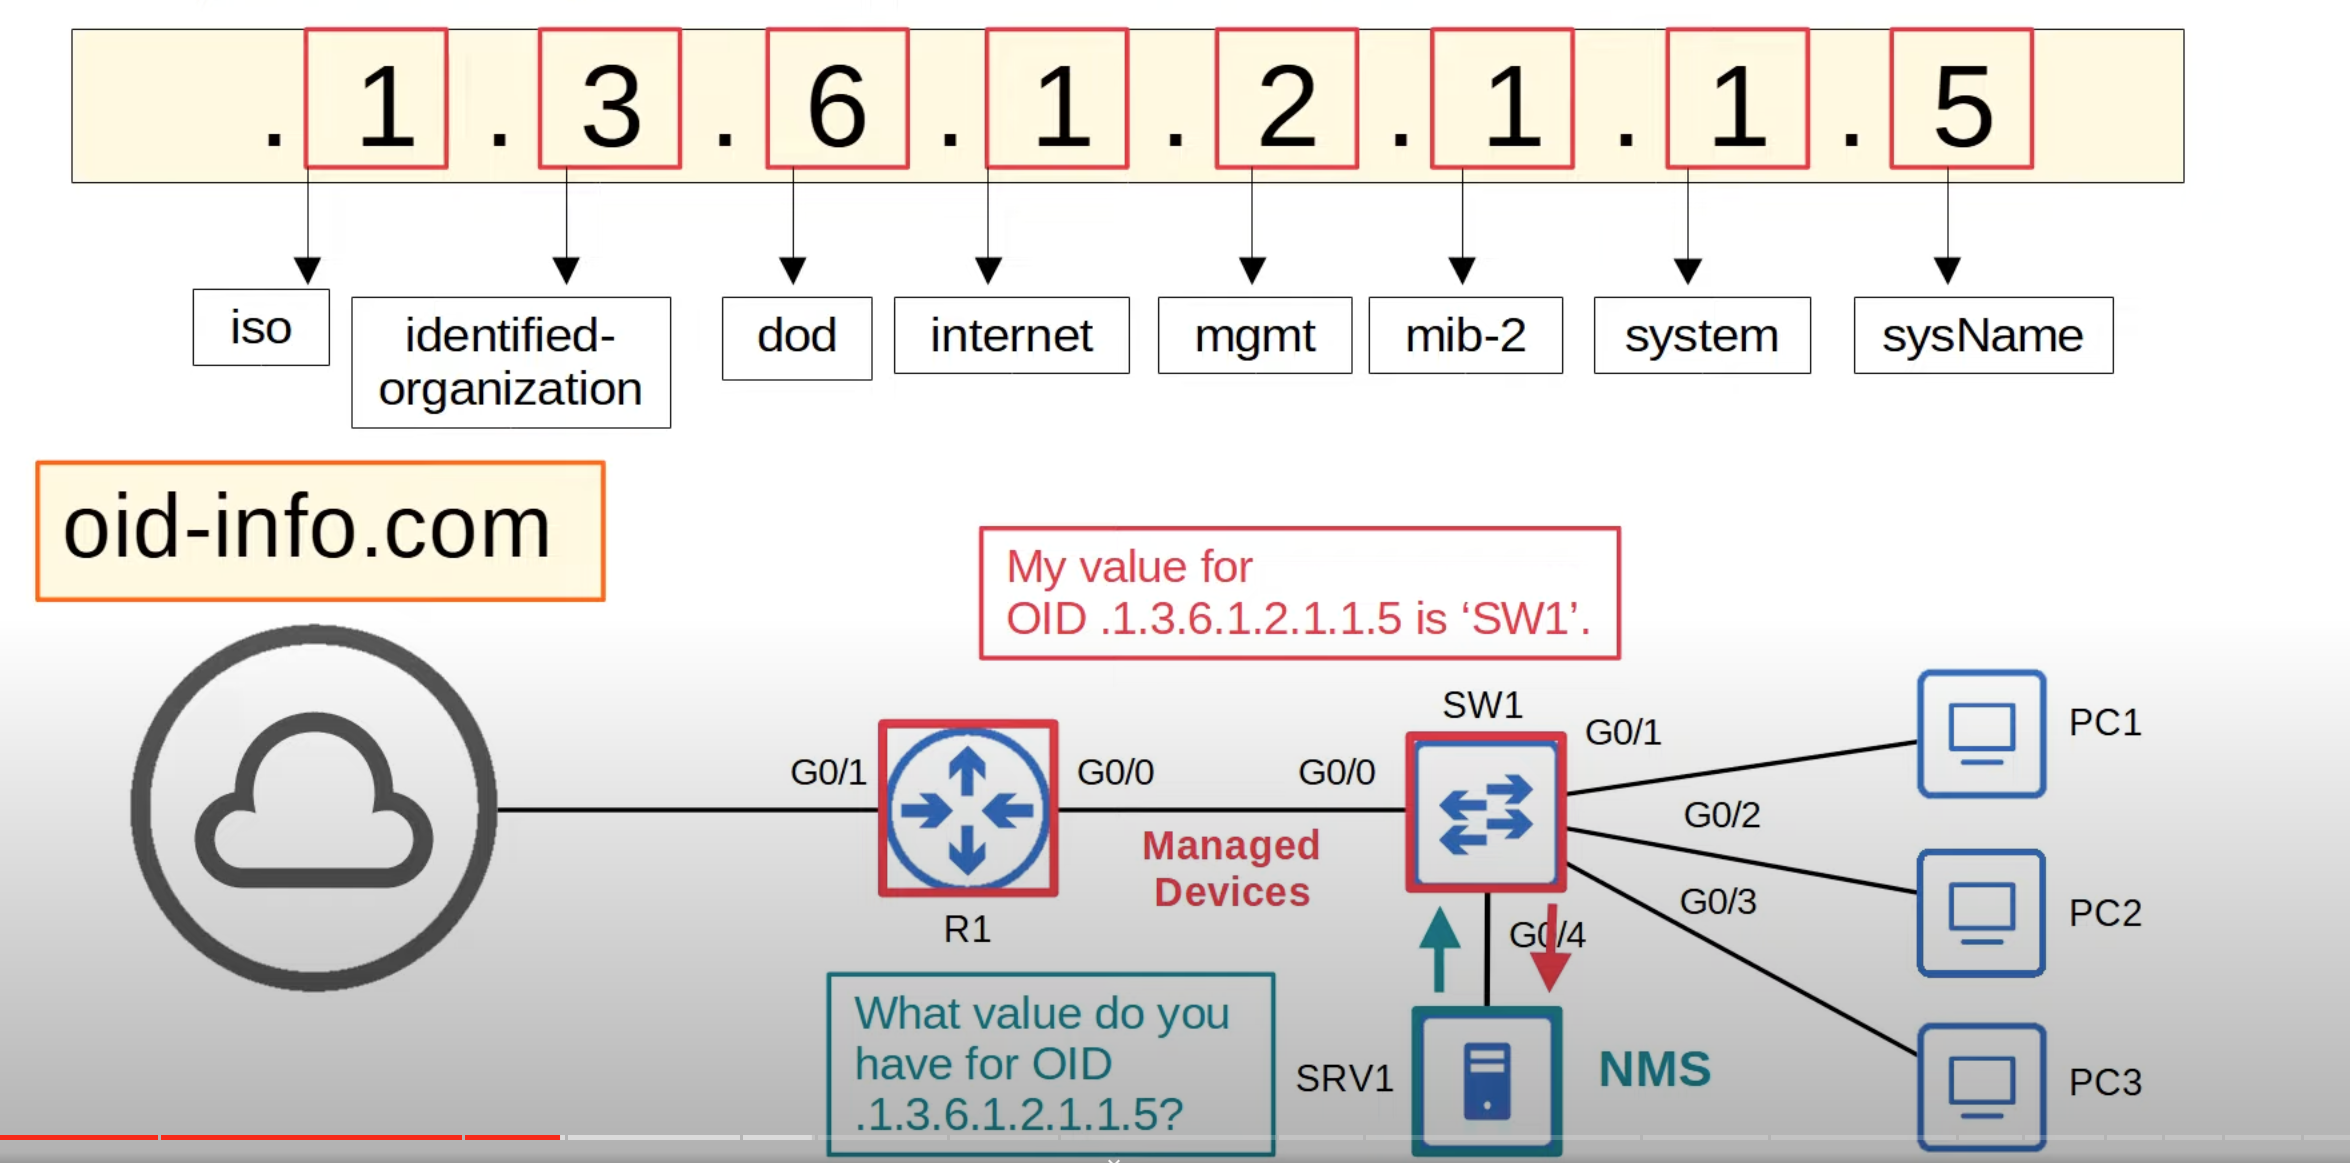 . 1 . 3 . 6 . 1 . 2 . 1 . 1 . 5
iso
identified-
organization
dod
internet
mgmt
mib-2
system
sysName
oid-info.com
My value for
OID .1.3.6.1.2.1.1.5 is ‘SW1’.
SW1
G0/1
PC1
G0/1
G0/0
G0/0
G0/2
Managed
Devices
G0/3
PC2
R1
G0/4
What value do you
have for OID
.1.3.6.1.2.1.1.5?
SRV1
NMS
PC3